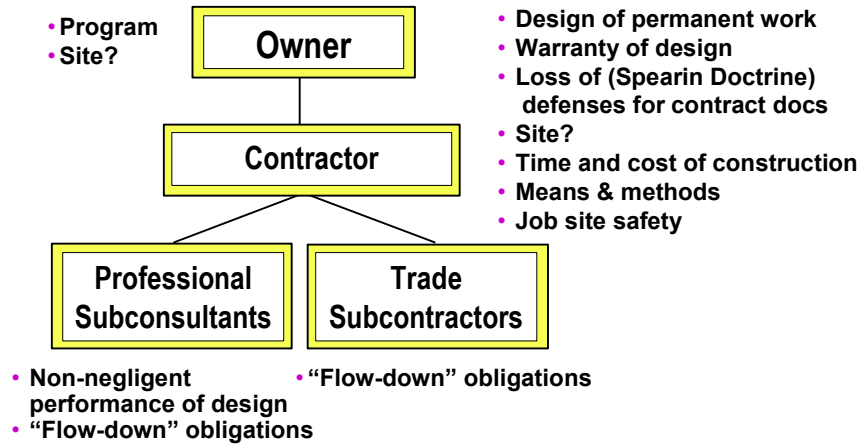 • Program
• Site?
Owner
• Design of permanent work
• Warranty of design
• Loss of (Spearin Doctrine)
defenses for contract docs
• Site?
• Time and cost of construction
• Means & methods
• Job site safety
Contractor
Professional
Subconsultants
Trade
Subcontractors
• Non-negligent
performance of design
• “Flow-down” obligations
• “Flow-down” obligations